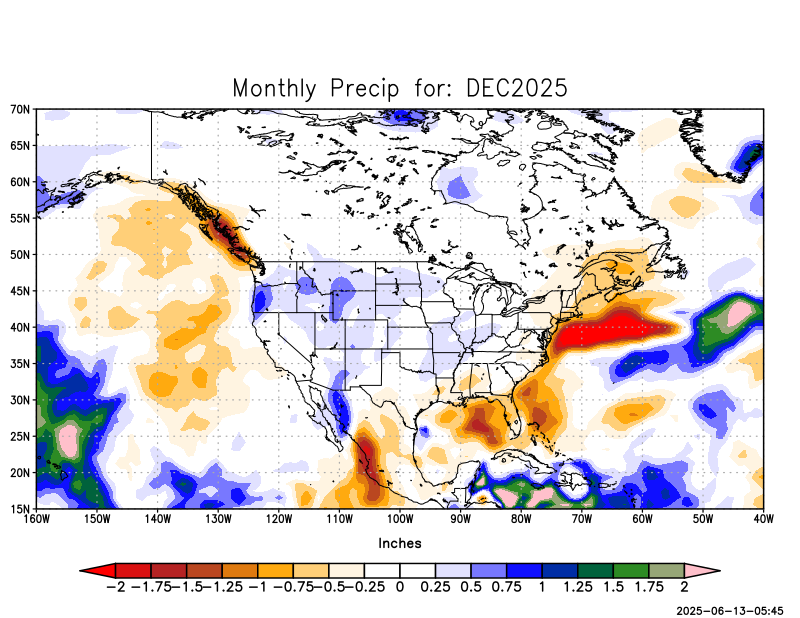 Monthly Precip for: DEC2025
70N
65N
60N
55N
50N
45N
40N
35N
30N
25N
20N
15N
160W 150W 140W 130W 120W 110W 100W 90W 80W 70W 60W 50W 40W
Inches
−2 −1.75 −1.5 −1.25 −1 −0.75 −0.5 −0.25 0 0.25 0.5 0.75 1 1.25 1.5 1.75 2
2025-06-13-05:45